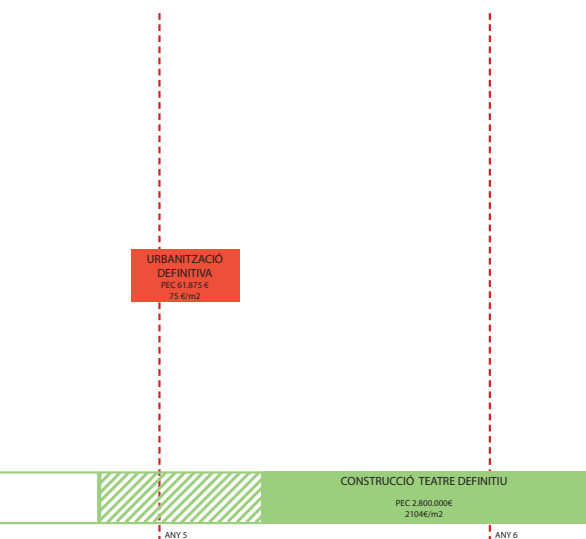 URBANITZACIÓ
DEFINITIVA
PEC 61.875 €
75 €/m2
CONSTRUCCIÓ TEATRE DEFINITIU
PEC 2.800.000€
2104€/m2
ANY 5
ANY 6